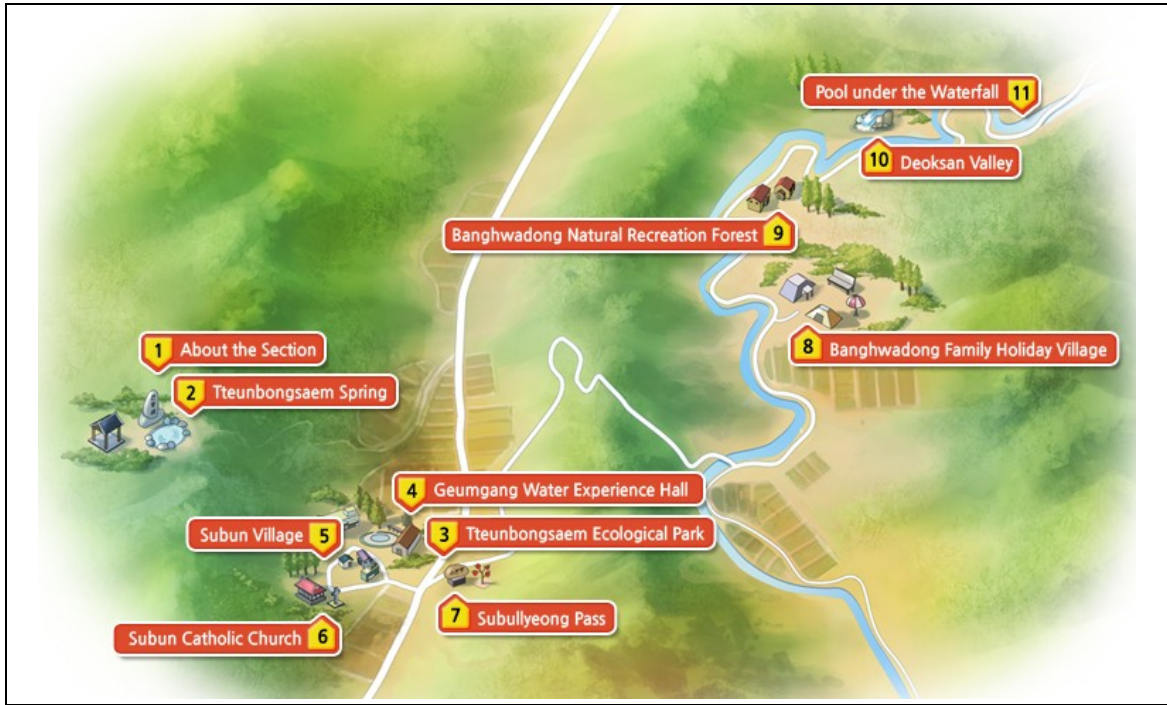 Pool under the Waterfall 11
10 Deoksan Valley
Banghwadong Natural Recreation Forest 9
8 Banghwadong Family Holiday Village
1 About the Section
2 Tteunbongsaem Spring
4 Geumgang Water Experience Hall
Subun Village 5
3 Tteunbongsaem Ecological Park
7 Subullyeong Pass
Subun Catholic Church 6